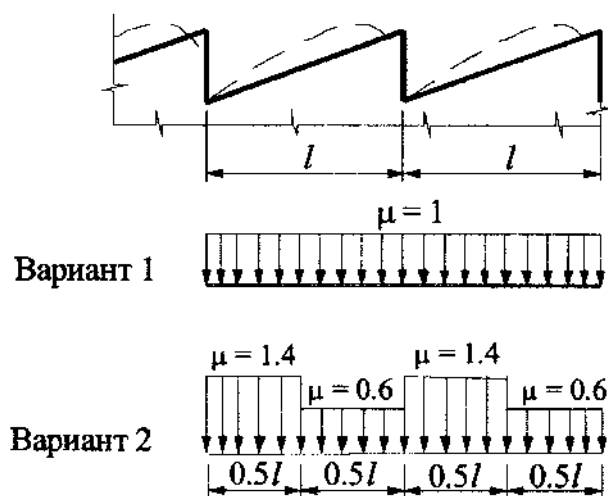 l l
μ = 1
Вариант 1
μ = 1.4 μ = 1.4
μ = 0.6 μ = 0.6
Вариант 2
0.5l 0.5l 0.5l 0.5l